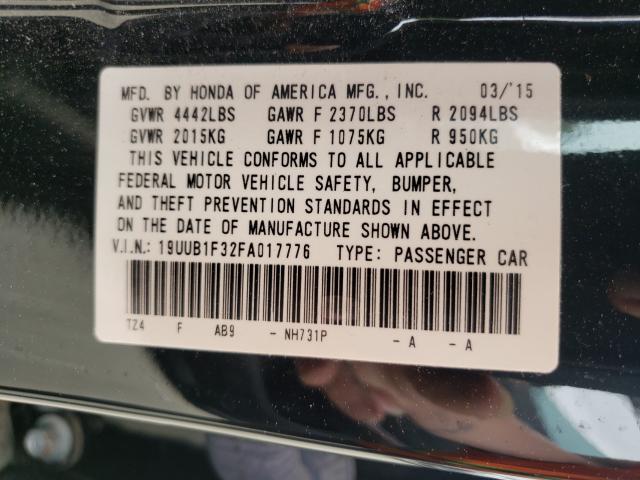 MFD. BY HONDA OF AMERICA MFG., INC. 03/'15
GVWR 4442LBS GAWR F 2370LBS R 2094LBS
GVWR 2015KG GAWR F 1075KG R 950KG
THIS VEHICLE CONFORMS TO ALL APPLICABLE
FEDERAL MOTOR VEHICLE SAFETY, BUMPER,
AND THEFT PREVENTION STANDARDS IN EFFECT
ON THE DATE OF MANUFACTURE SHOWN ABOVE.
V.I.N.: 19UUB1F32FA017776 TYPE: PASSENGER CAR
TZ4 F AB9 - NH731P - A - A